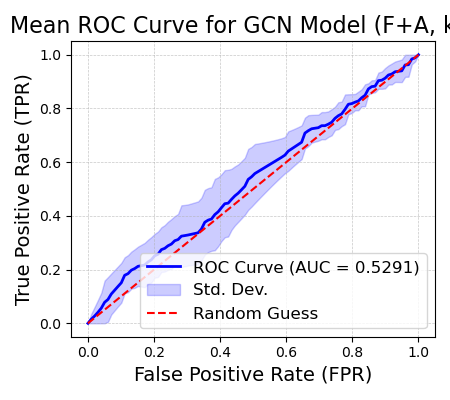 Mean ROC Curve for GCN Model (F+A, k
1.0
0.8
0.6
0.4
0.2
0.0
True Positive Rate (TPR)
ROC Curve (AUC = 0.5291)
Std. Dev.
Random Guess
0.0 0.2 0.4 0.6 0.8 1.0
False Positive Rate (FPR)